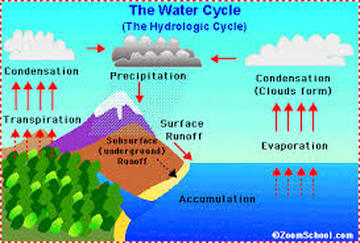 The Water Cycle
(The Hydrologic Cycle)
Condensation
Precipitation
Condensation
(Clouds form)
Transpiration
Surface
Runoff
Subsurface
(underground)
Runoff
Evaporation
Accumulation
©ZoomSchool.com